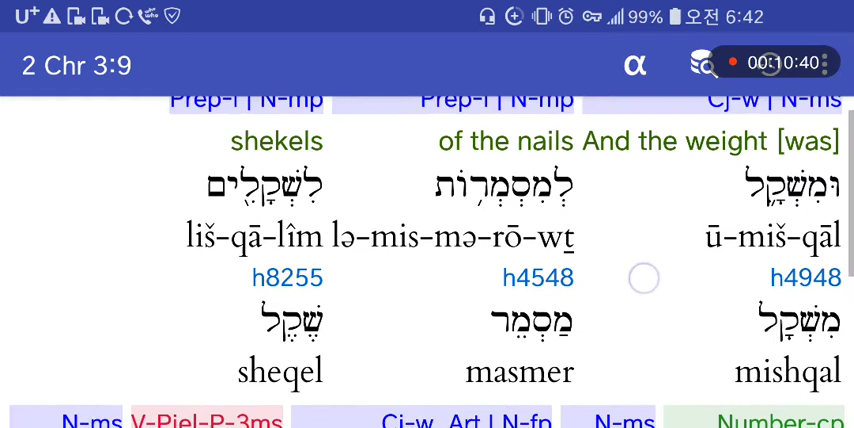 U+ 99% 오전 6:42
2 Chr 3:9 α 00:10:40
Prep-l | N-mp Prep-l | N-mp Cj-w | N-ms
shekels of the nails And the weight [was]
וּמִשְׁקָ֛ל לְמִסְמְר֥וֹת לִשְׁקָלִ֖ים
liš-qā-lîm lə-mis-mə-rō-wṯ ū-miš-qāl
h8255 h4548 h4948
מִשְׁקָל מַסְמֵר שֶׁקֶל
sheqel masmer mishqal
N-ms V-Piel-P-3ms Cj-w, Art | N-fp N-ms Number-cp